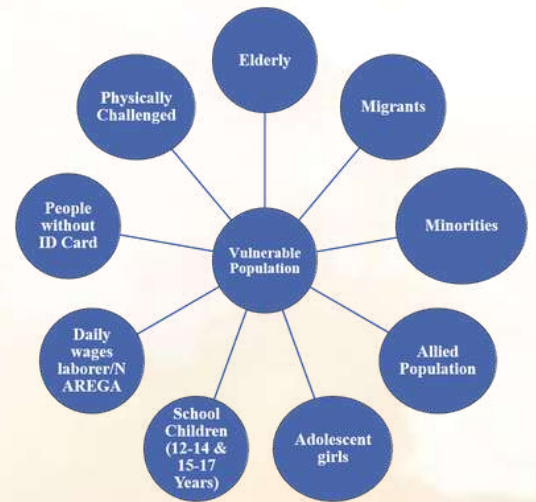 Elderly
Migrants
Minorities
Allied
Population
Adolescent
girls
School
Children
(12-14 &
15-17
Years)
Daily
wages
laborer/N
AREGA
People
without
ID Card
Physically
Challenged
Vulnerable
Population